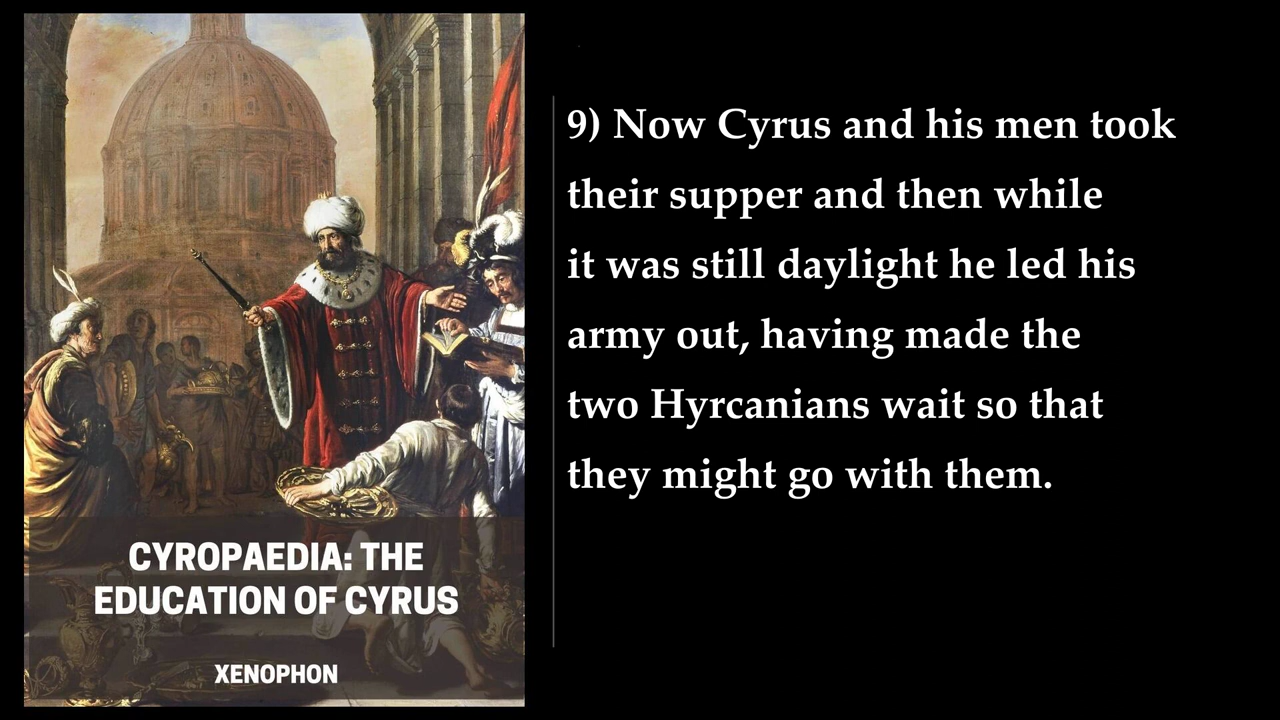 CYROPAEDIA: THE
EDUCATION OF CYRUS
XENOPHON
9) Now Cyrus and his men took
their supper and then while
it was still daylight he led his
army out, having made the
two Hyrcanians wait so that
they might go with them.